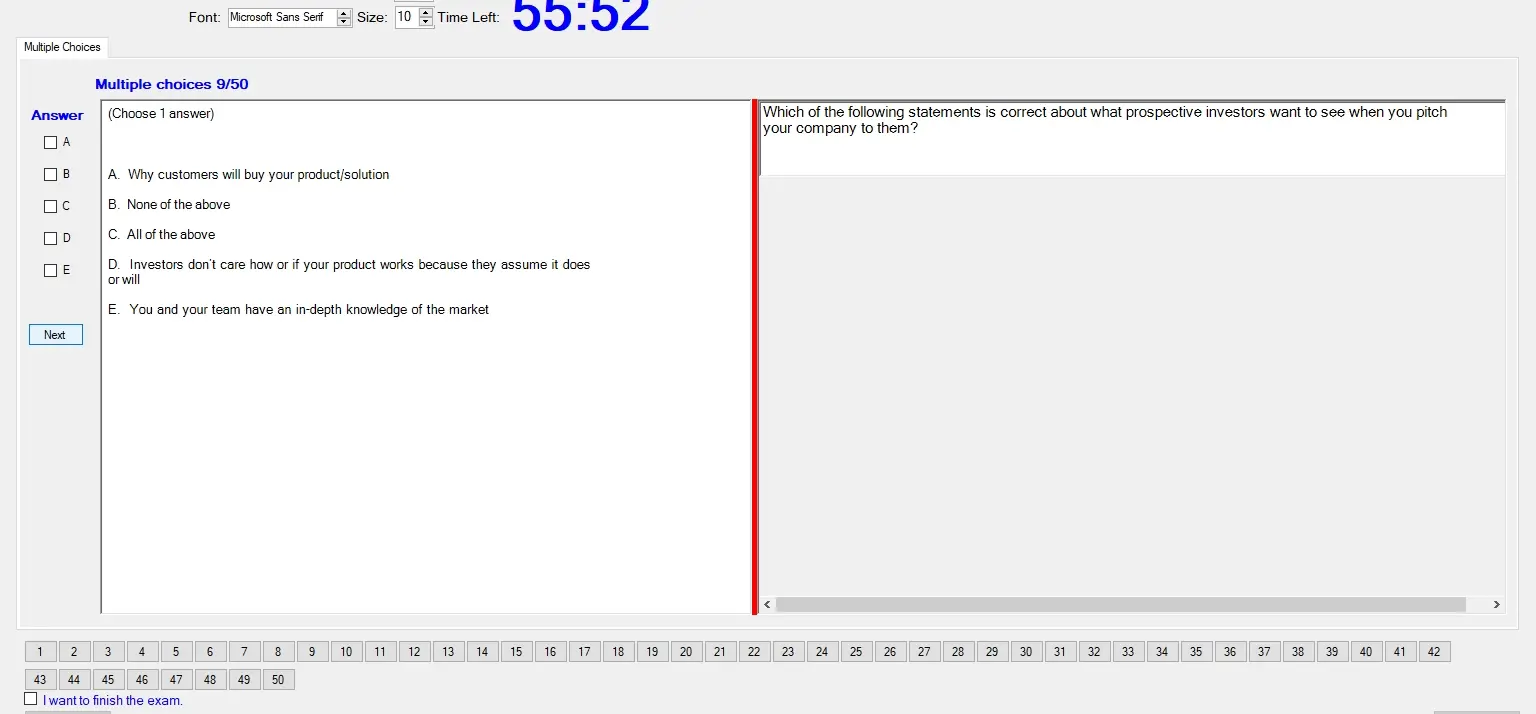 Font: Microsoft Sans Serif Size: 10 Time Left: 55:52
Multiple Choices
Multiple choices 9/50
Answer
A
B
C
D
E
Next
(Choose 1 answer)
A. Why customers will buy your product/solution
B. None of the above
C. All of the above
D. Investors don't care how or if your product works because they assume it does
or will
E. You and your team have an in-depth knowledge of the market
Which of the following statements is correct about what prospective investors want to see when you pitch
your company to them?
1 2 3 4 5 6 7 8 9 10 11 12 13 14 15 16 17 18 19 20 21 22 23 24 25 26 27 28 29 30 31 32 33 34 35 36 37 38 39 40 41 42
43 44 45 46 47 48 49 50
I want to finish the exam.